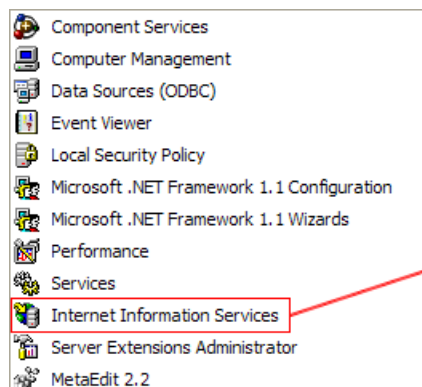 Component Services
Computer Management
Data Sources (ODBC)
Event Viewer
Local Security Policy
Microsoft .NET Framework 1.1 Configuration
Microsoft .NET Framework 1.1 Wizards
Performance
Services
Internet Information Services
Server Extensions Administrator
MetaEdit 2.2